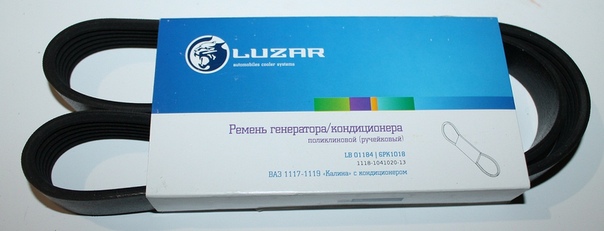 LUZAR
automobiles cooler systems
Ремень генератора/кондиционера
поликлиновой (ручейковый)
LB 01184 | 6PK1018
1118-1041020-13
ВАЗ 1117-1119 «Калина» с кондиционером